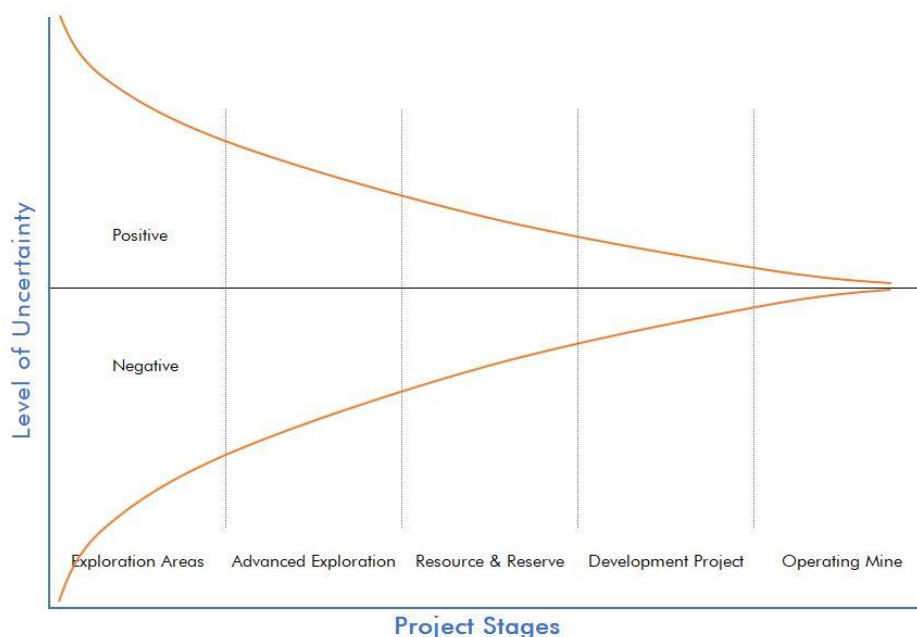 Level of Uncertainty
Positive
Negative
Exploration Areas
Advanced Exploration
Resource & Reserve
Development Project
Operating Mine
Project Stages